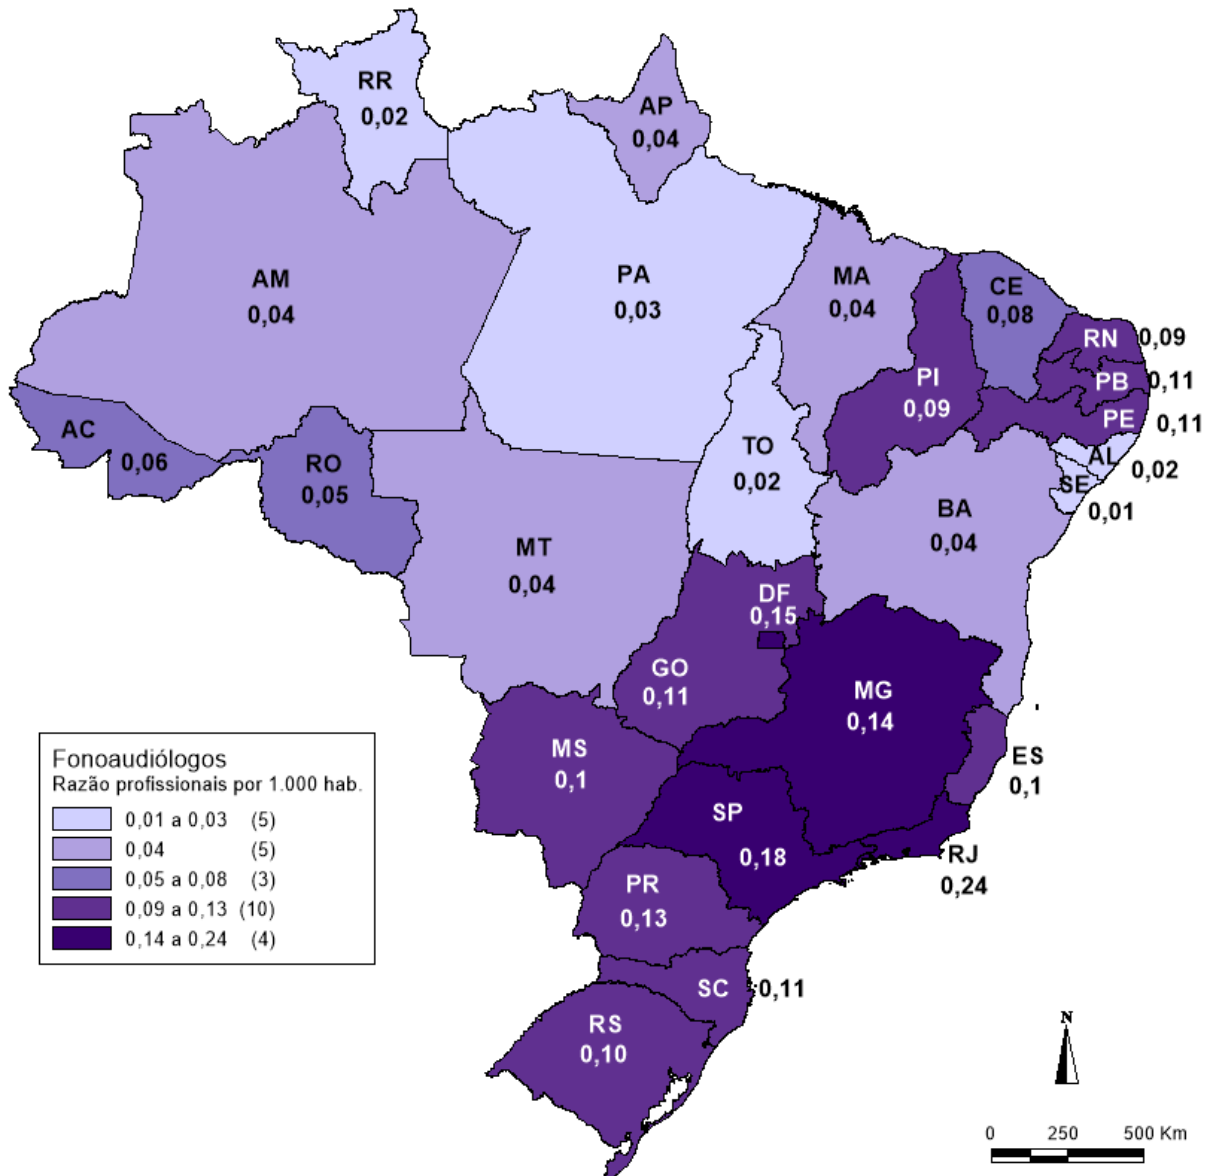 RR
0,02
AP
0,04
AM
0,04
PA
0,03
MA
0,04
CE
0,08
RN 0,09
PI
0,09
PB 0,11
PE 0,11
AC
0,06
RO
0,05
TO
0,02
AL
0,02
SE
0,01
BA
0,04
MT
0,04
DF
0,15
GO
0,11
MG
0,14
MS
0,1
ES
0,1
SP
0,18
RJ
0,24
PR
0,13
SC 0,11
RS
0,10
Fonoaudiólogos
Razão profissionais por 1.000 hab.
0,01 a 0,03 (5)
0,04 (5)
0,05 a 0,08 (3)
0,09 a 0,13 (10)
0,14 a 0,24 (4)
N
0 250 500 Km